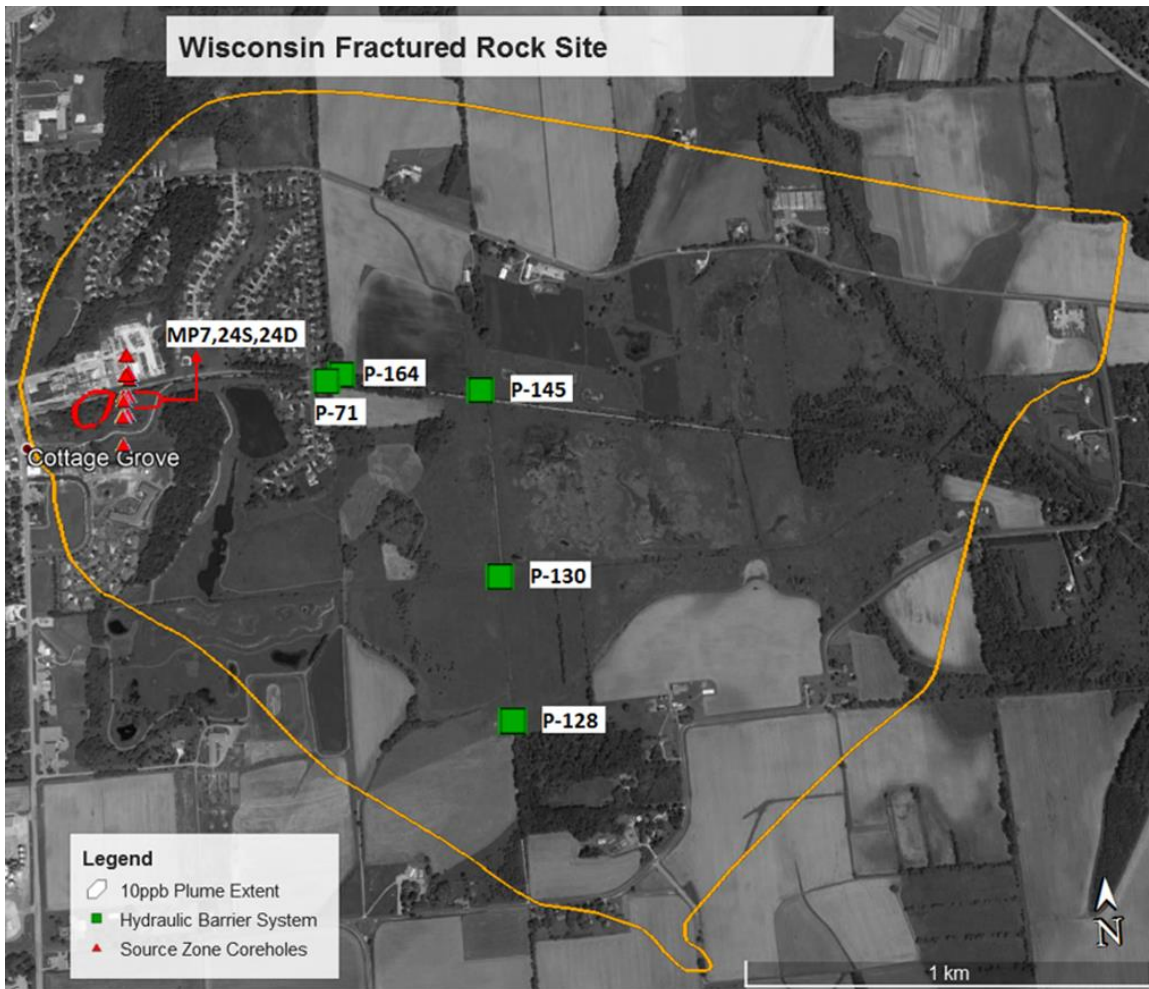 Wisconsin Fractured Rock Site
MP7,24S,24D
P-164
P-145
P-71
Cottage Grove
P-130
P-128
Legend
10ppb Plume Extent
Hydraulic Barrier System
Source Zone Coreholes
N
1 km